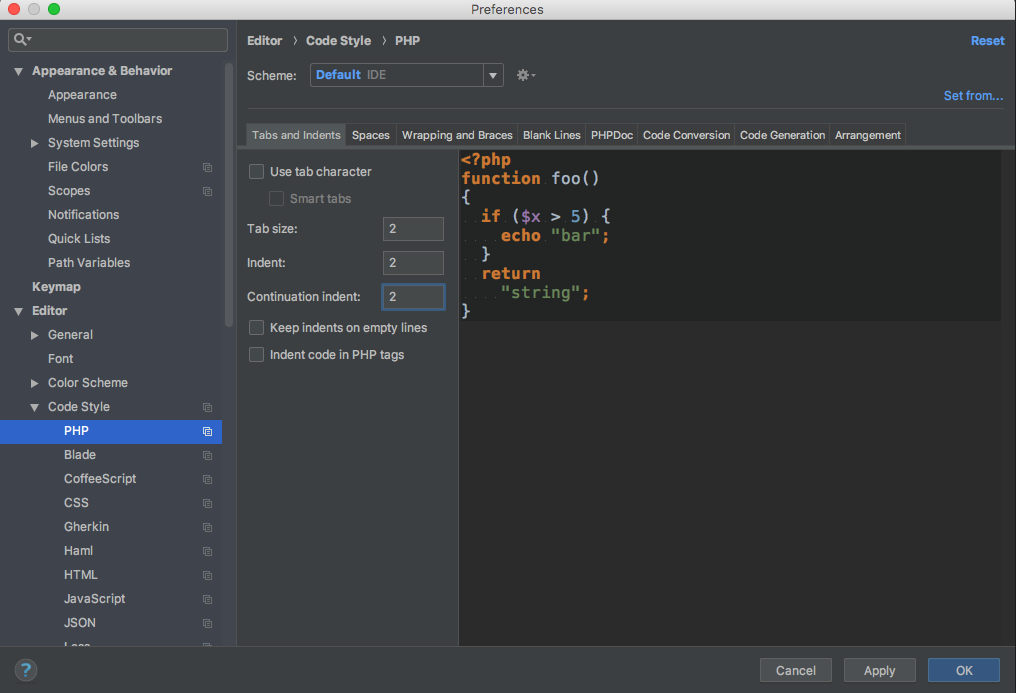 Preferences
Appearance & Behavior
Appearance
Menus and Toolbars
System Settings
File Colors
Scopes
Notifications
Quick Lists
Path Variables
Keymap
Editor
General
Font
Color Scheme
Code Style
PHP
Blade
CoffeeScript
CSS
Gherkin
Haml
HTML
JavaScript
JSON
Editor › Code Style › PHP
Reset
Scheme: Default IDE
Set from...
Tabs and Indents Spaces Wrapping and Braces Blank Lines PHPDoc Code Conversion Code Generation Arrangement
Use tab character
Smart tabs
Tab size: 2
Indent: 2
Continuation indent: 2
Keep indents on empty lines
Indent code in PHP tags
<?php
function foo()
{
  if ($x > 5) {
    echo "bar";
  }
  return
    "string";
}
?
Cancel Apply OK